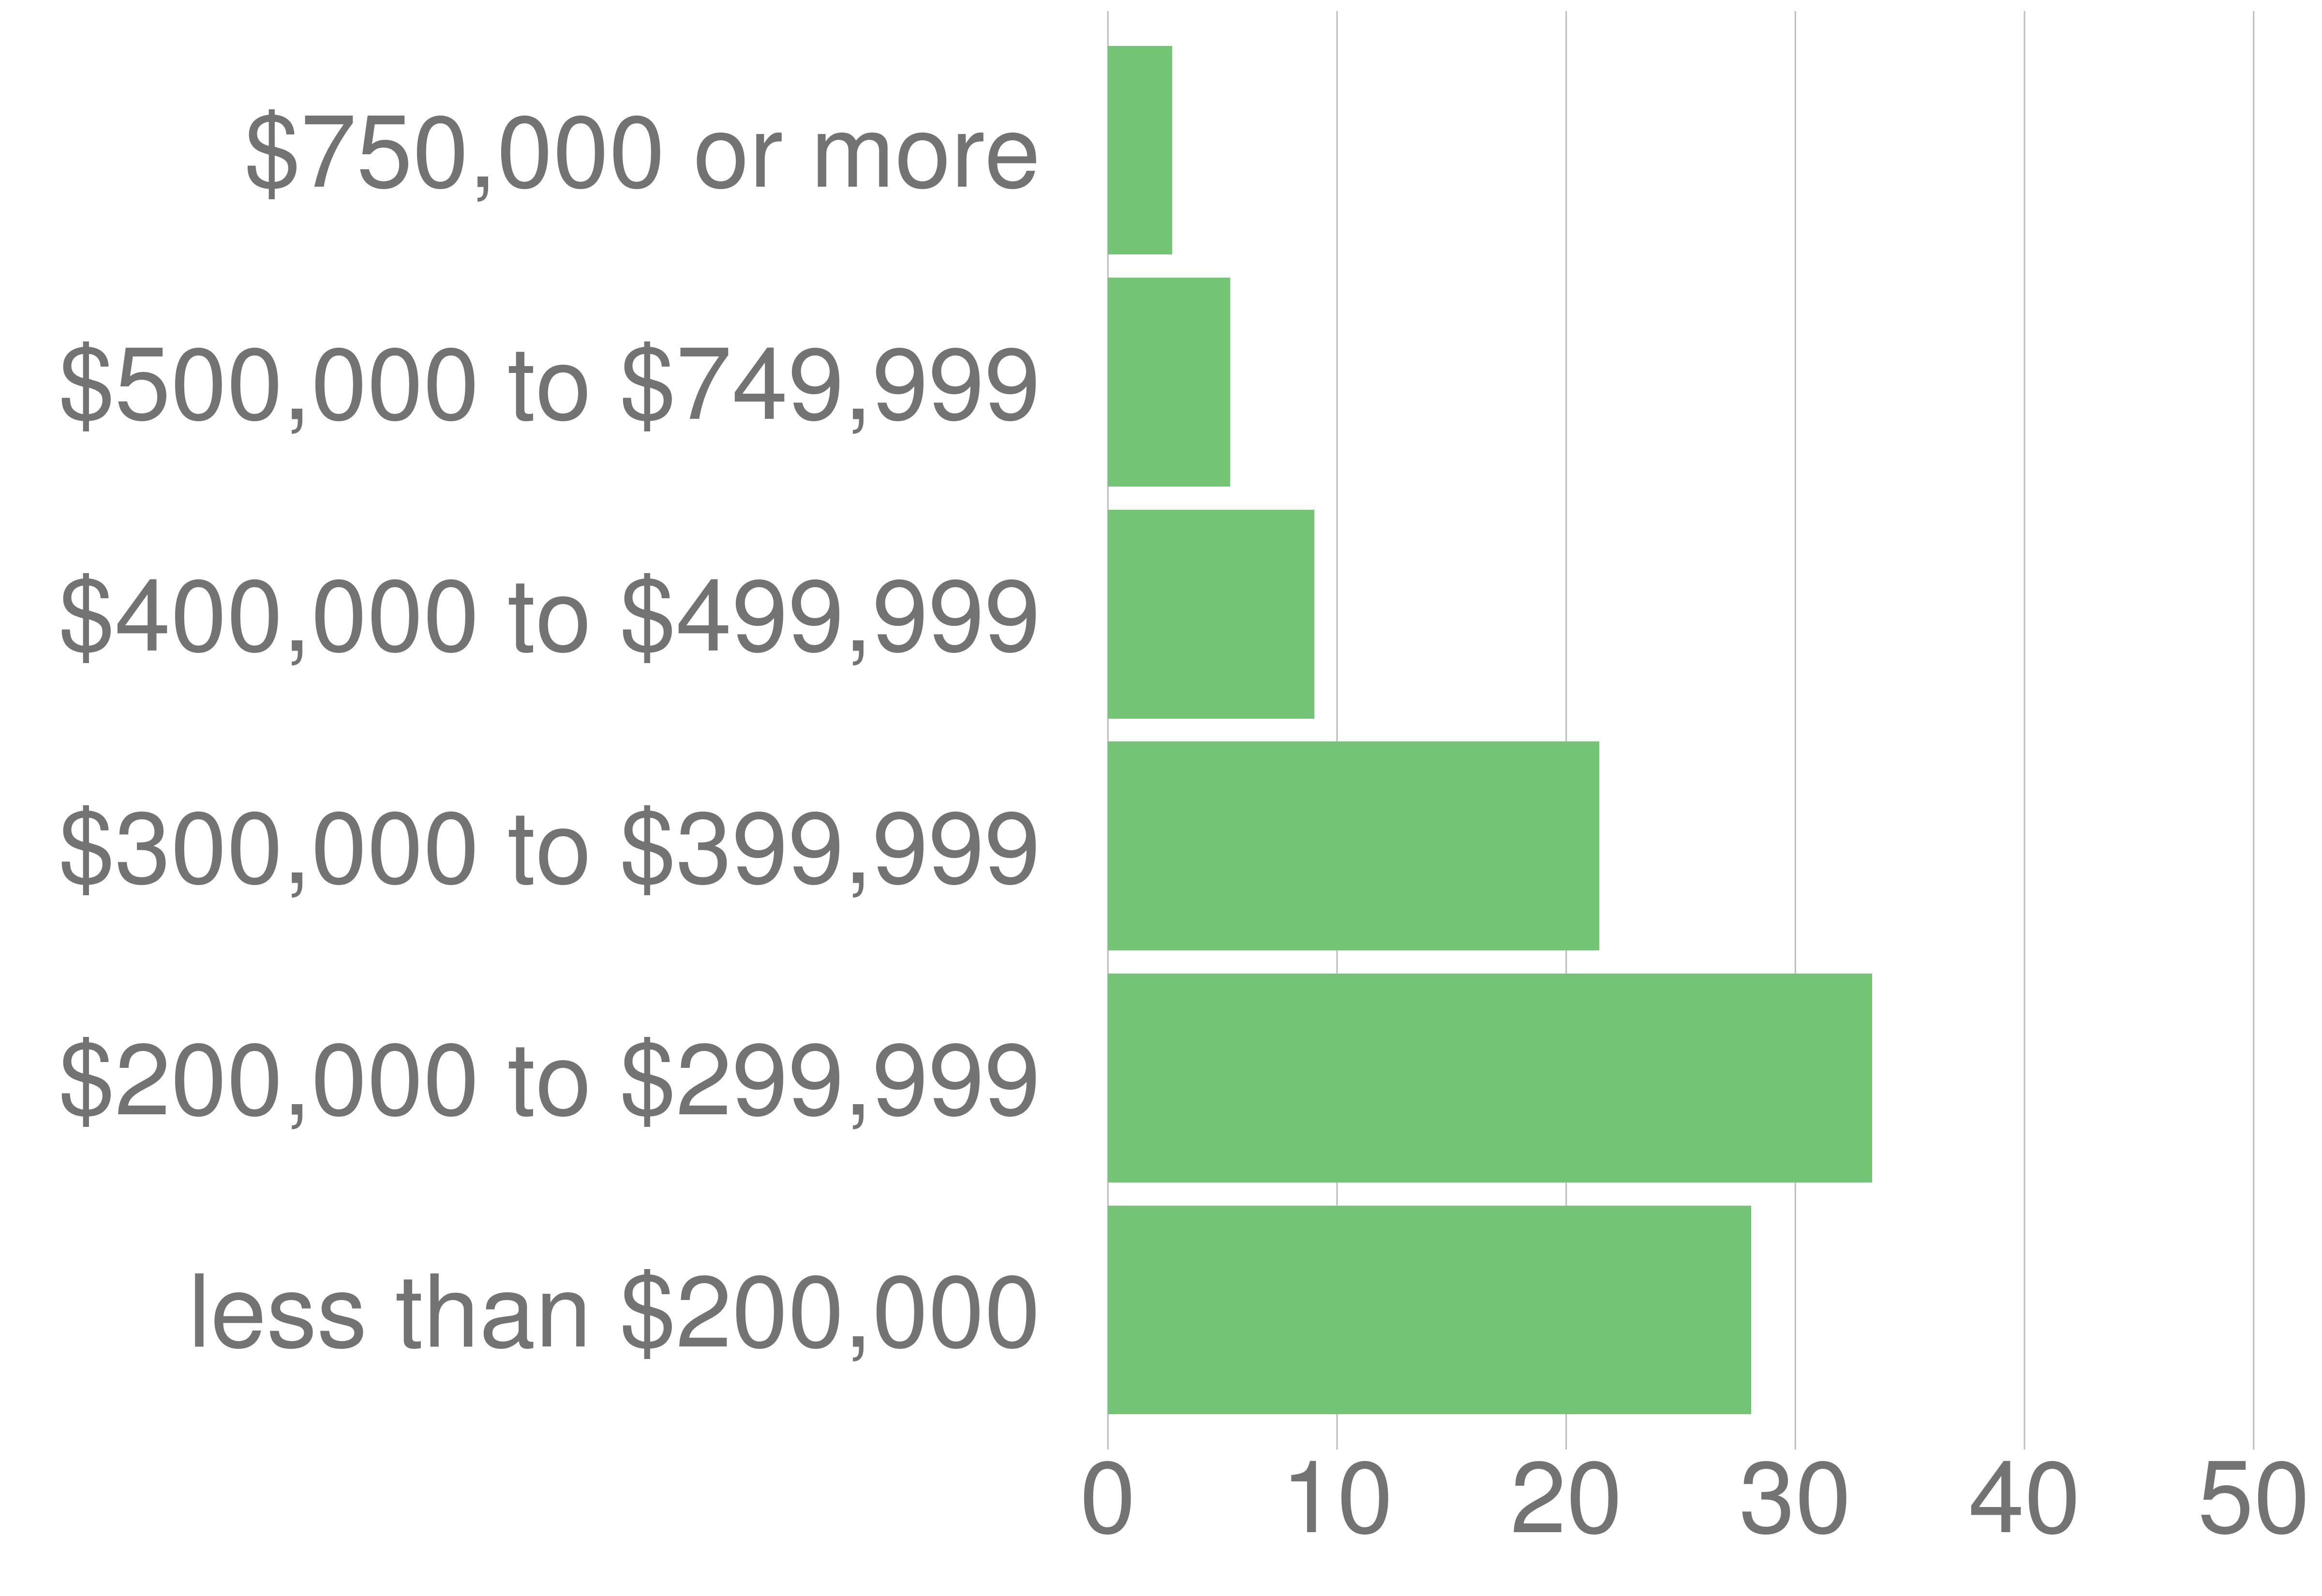 $750,000 or more
$500,000 to $749,999
$400,000 to $499,999
$300,000 to $399,999
$200,000 to $299,999
less than $200,000
0 10 20 30 40 50